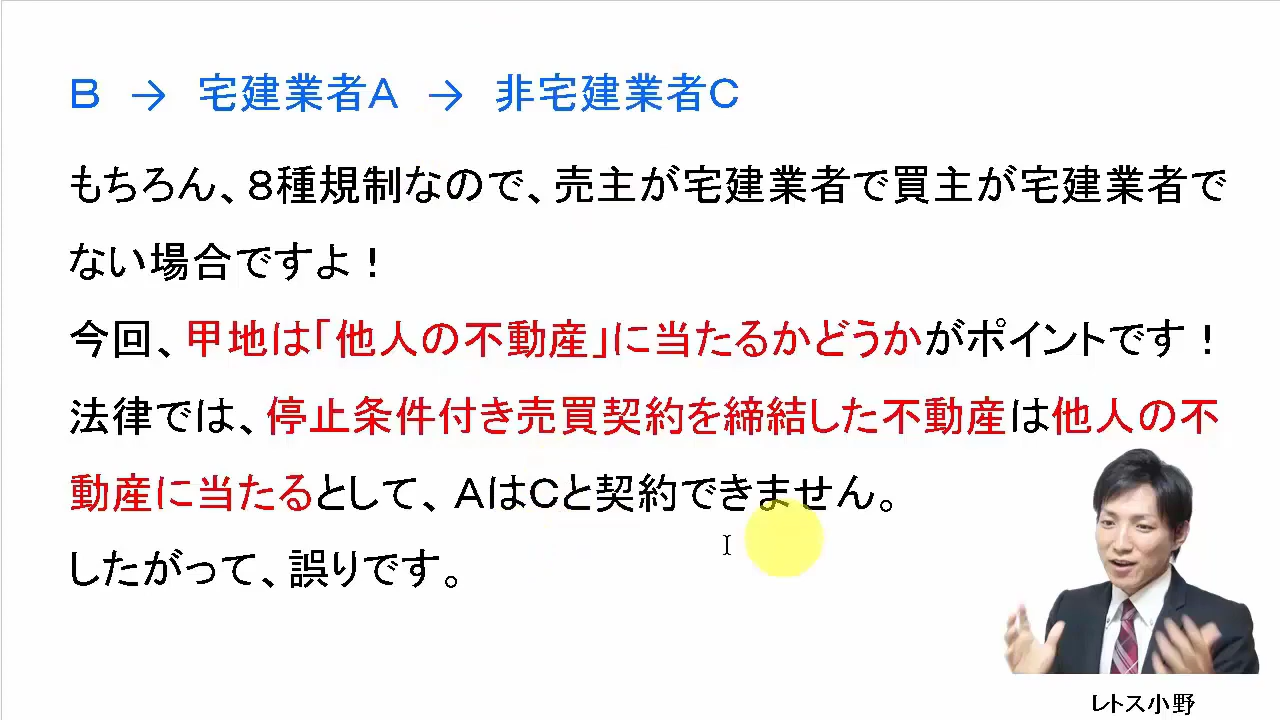 B → 宅建業者A → 非宅建業者C
もちろん、8種規制なので、売主が宅建業者で買主が宅建業者で
ない場合ですよ！
今回、甲地は「他人の不動産」に当たるかどうかがポイントです！
法律では、停止条件付き売買契約を締結した不動産は他人の不
動産に当たるとして、AはCと契約できません。
したがって、誤りです。
レトス小野